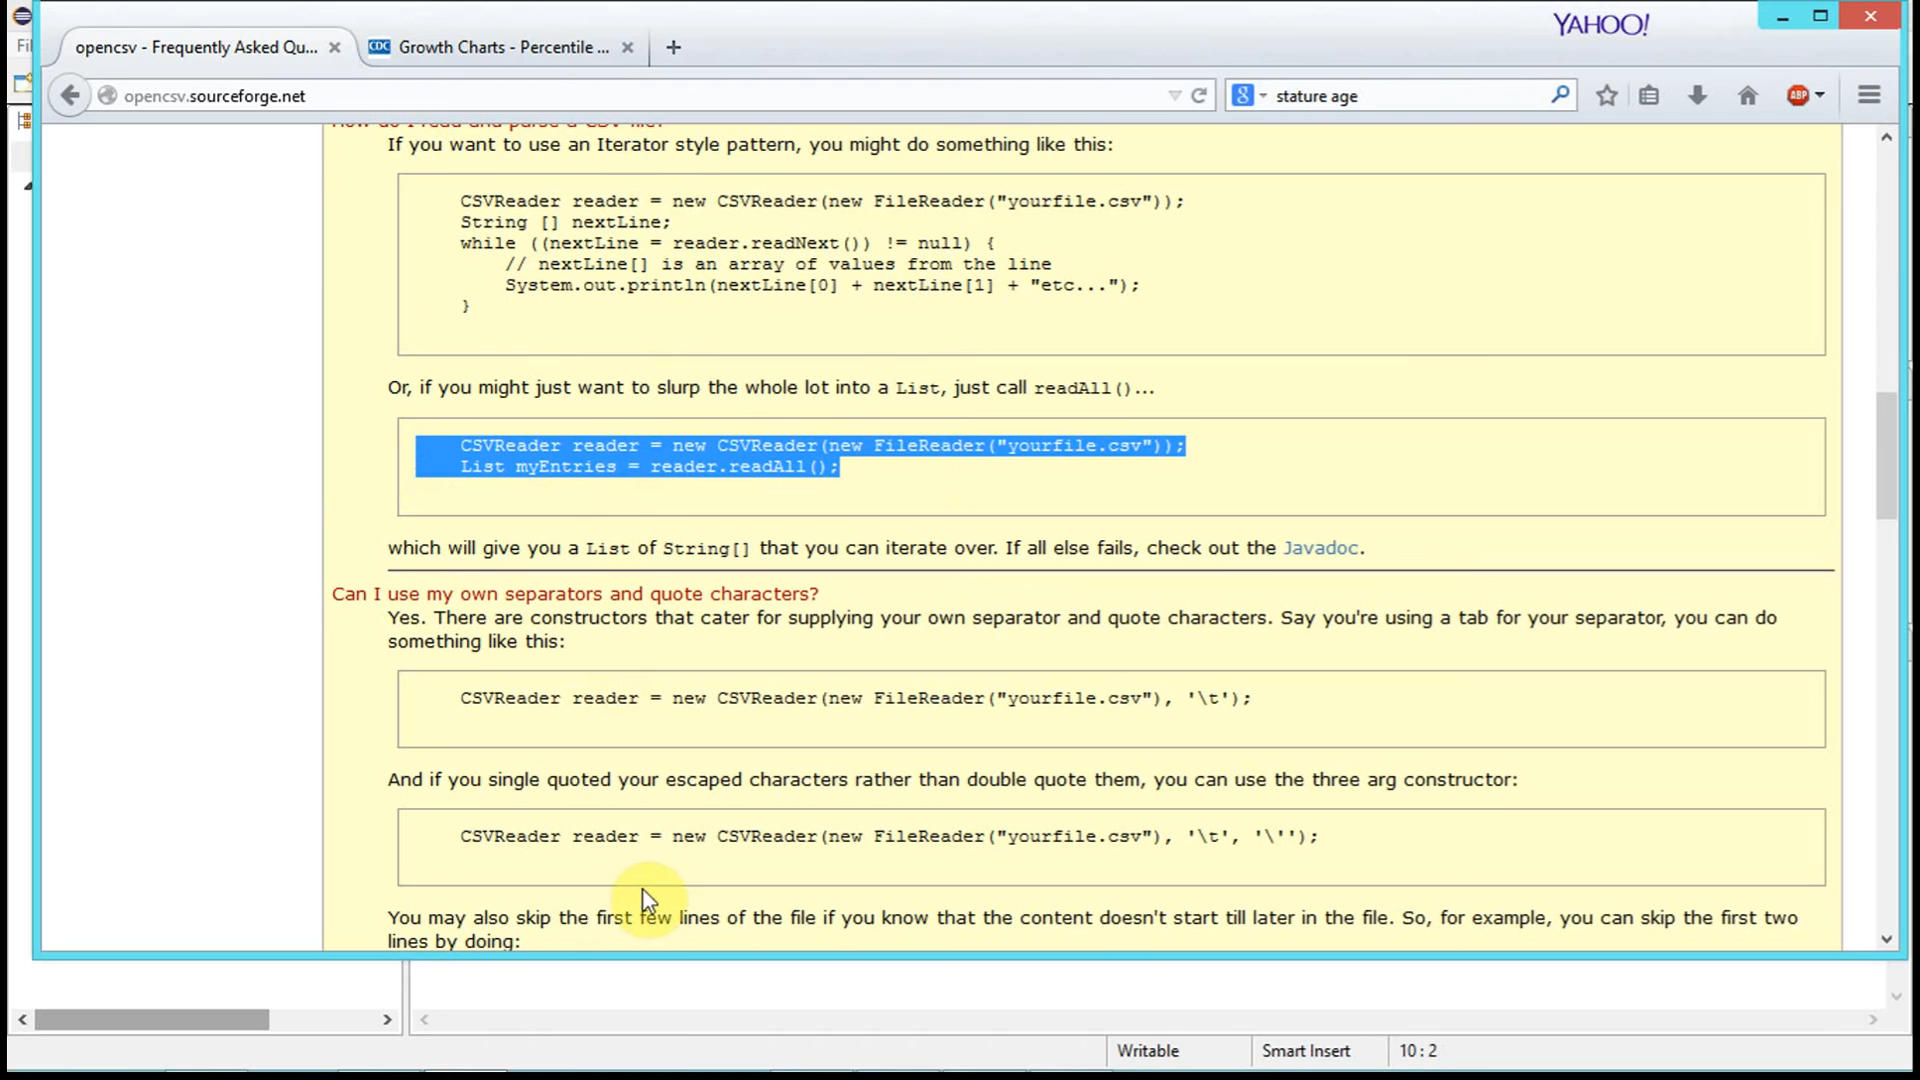 YAHOO!
opencsv - Frequently Asked Qu...
CDC Growth Charts - Percentile ...
opencsv.sourceforge.net
stature age
ABP
How do I read and parse a CSV file?
If you want to use an Iterator style pattern, you might do something like this:
CSVReader reader = new CSVReader(new FileReader("yourfile.csv"));
String [] nextLine;
while ((nextLine = reader.readNext()) != null) {
// nextLine[] is an array of values from the line
System.out.println(nextLine[0] + nextLine[1] + "etc...");
}
Or, if you might just want to slurp the whole lot into a List, just call readAll()...
CSVReader reader = new CSVReader(new FileReader("yourfile.csv"));
List myEntries = reader.readAll();
which will give you a List of String[] that you can iterate over. If all else fails, check out the Javadoc.
Can I use my own separators and quote characters?
Yes. There are constructors that cater for supplying your own separator and quote characters. Say you're using a tab for your separator, you can do
something like this:
CSVReader reader = new CSVReader(new FileReader("yourfile.csv"), '\t');
And if you single quoted your escaped characters rather than double quote them, you can use the three arg constructor:
CSVReader reader = new CSVReader(new FileReader("yourfile.csv"), '\t', '\'');
You may also skip the first few lines of the file if you know that the content doesn't start till later in the file. So, for example, you can skip the first two
lines by doing:
Writable
Smart Insert
10 : 2